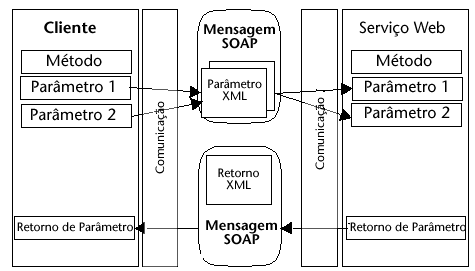 Cliente
Método
Parâmetro 1
Parâmetro 2
Retorno de Parâmetro
Comunicação
Mensagem
SOAP
Parâmetro
XML
Retorno
XML
Mensagem
SOAP
Comunicação
Serviço Web
Método
Parâmetro 1
Parâmetro 2
Retorno de Parâmetro